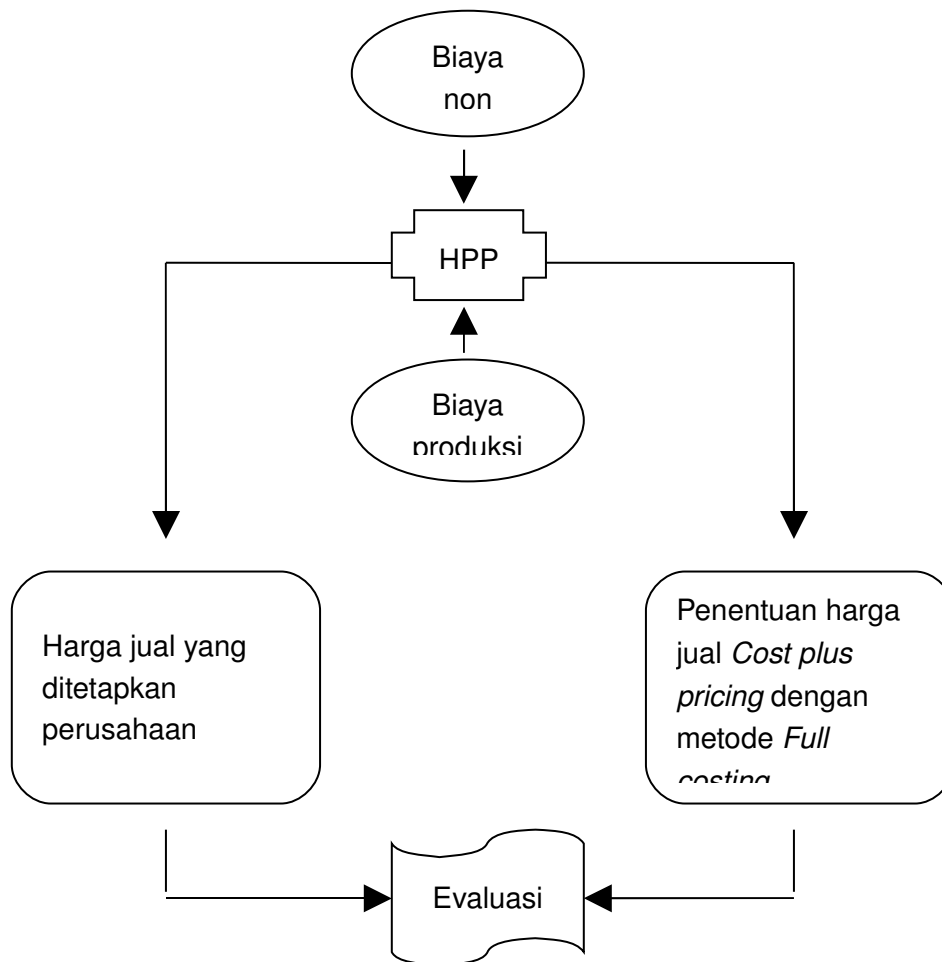 Biaya
non
HPP
Biaya
produksi
Harga jual yang
ditetapkan
perusahaan
Penentuan harga
jual Cost plus
pricing dengan
metode Full
costing
Evaluasi